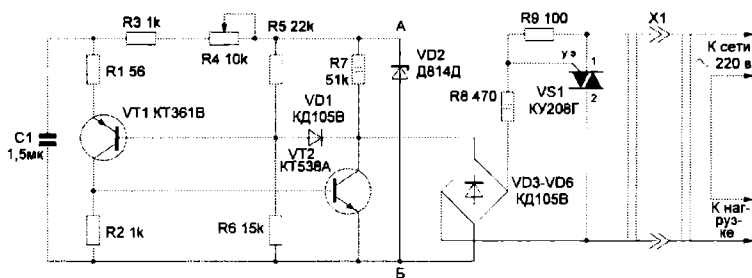 R3 1k
R4 10k
R5 22k
А
R9 100
X1
R1 56
R7
51k
VD2
Д814Д
уэ
1
К сети
~ 220 в
VT1 КТ361В
VD1
КД105В
R8 470
VS1
КУ208Г
2
C1
1,5мк
VT2
КТ538А
VD3-VD6
КД105В
R2 1k
R6 15k
К наг-
рузке
Б